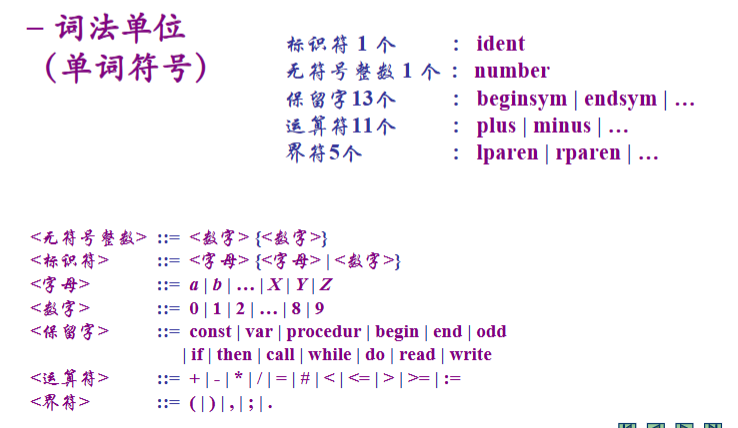 – 词法单位
（单词符号）
标识符 1 个 : ident
无符号整数 1 个 : number
保留字13个 : beginsym | endsym | …
运算符11个 : plus | minus | …
界符5个 : lparen | rparen | …
<无符号整数> ::= <数字> {<数字>}
<标识符> ::= <字母> {<字母> | <数字>}
<字母> ::= a | b | … | X | Y | Z
<数字> ::= 0 | 1 | 2 | … | 8 | 9
<保留字> ::= const | var | procedur | begin | end | odd
| if | then | call | while | do | read | write
<运算符> ::= + | - | * | / | = | # | < | <= | > | >= | :=
<界符> ::= ( | ) | , | ; | .